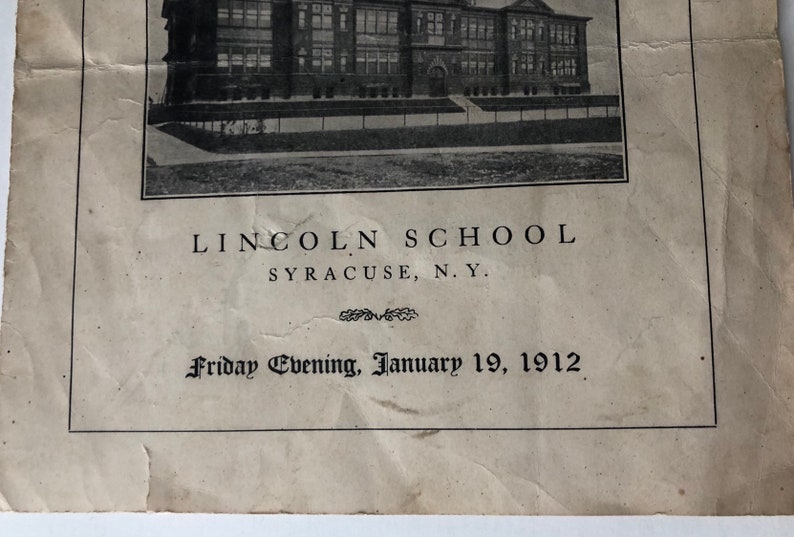 LINCOLN SCHOOL
SYRACUSE, N. Y.
Friday Evening, January 19, 1912